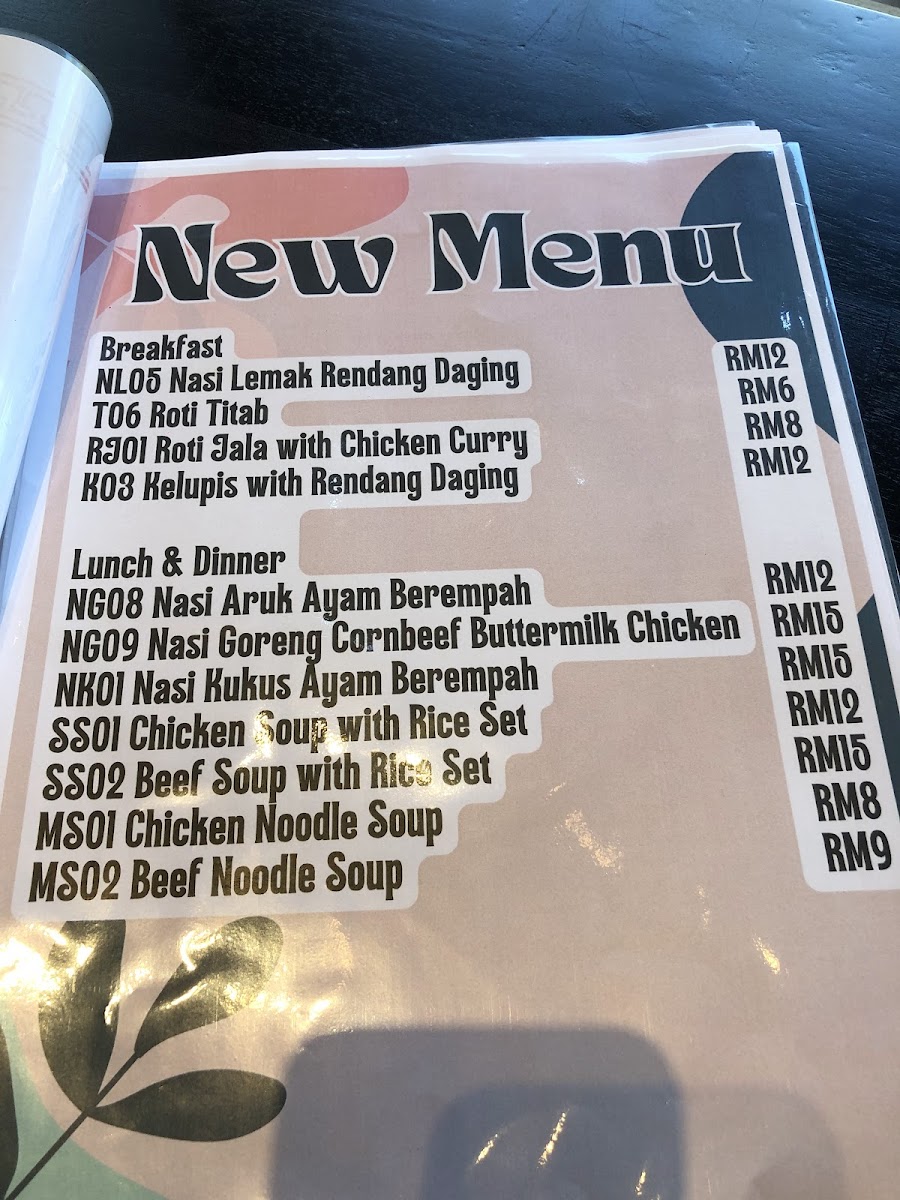 New Menu
Breakfast
NL05 Nasi Lemak Rendang Daging RM12
T06 Roti Titab RM6
RJ01 Roti Jala with Chicken Curry RM8
K03 Kelupis with Rendang Daging RM12
Lunch & Dinner
NG08 Nasi Aruk Ayam Berempah RM12
NG09 Nasi Goreng Cornbeef Buttermilk Chicken RM15
NK01 Nasi Kukus Ayam Berempah RM15
SS01 Chicken Soup with Rice Set RM12
SS02 Beef Soup with Rice Set RM15
MS01 Chicken Noodle Soup RM8
MS02 Beef Noodle Soup RM9